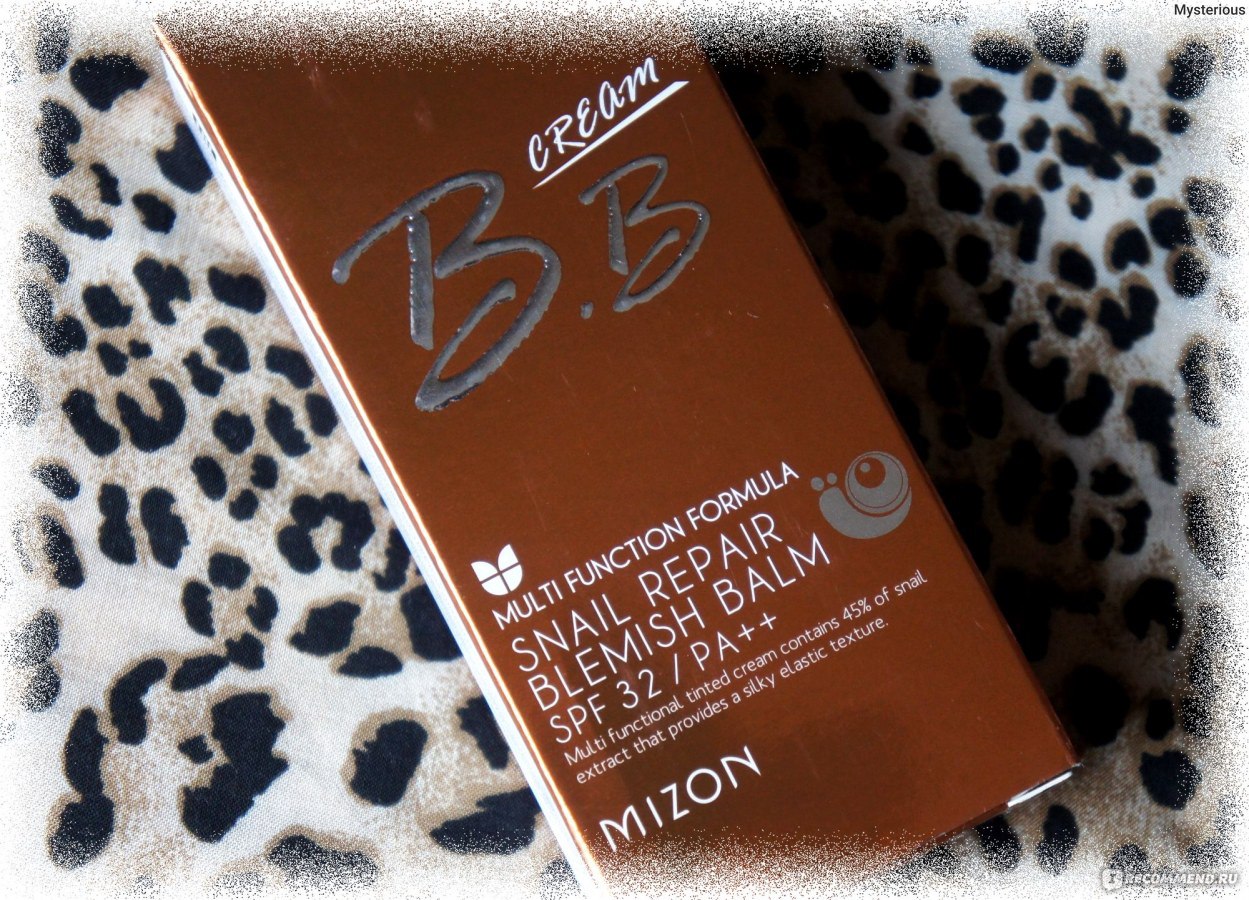 Mysterious
CREAM
B.B
MULTI FUNCTION FORMULA
SNAIL REPAIR
BLEMISH BALM
SPF 32 / PA++
Multi functional tinted cream contains 45% of snail
extract that provides a silky elastic texture.
MIZON
RECOMMEND.RU